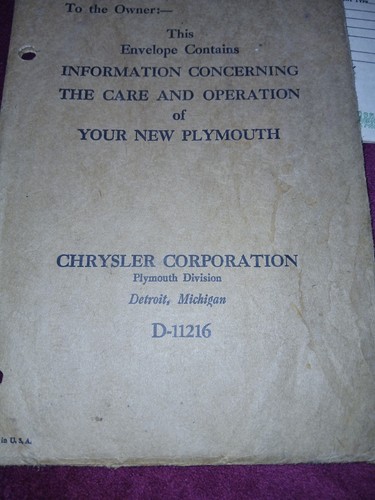 To the Owner:—
This
Envelope Contains
INFORMATION CONCERNING
THE CARE AND OPERATION
of
YOUR NEW PLYMOUTH
CHRYSLER CORPORATION
Plymouth Division
Detroit, Michigan
D-11216
in U. S. A.